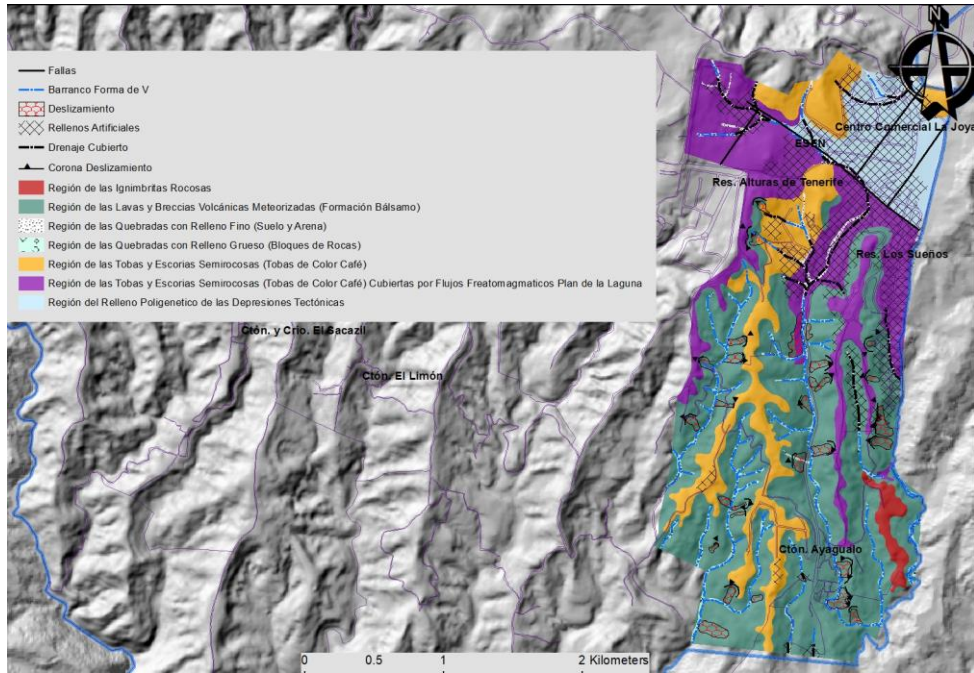 N
Fallas
Barranco Forma de V
Deslizamiento
Rellenos Artificiales
Drenaje Cubierto
Corona Deslizamiento
Región de las Ignimbritas Rocosas
Región de las Lavas y Breccias Volcánicas Meteorizadas (Formación Bálsamo)
Región de las Quebradas con Relleno Fino (Suelo y Arena)
Región de las Quebradas con Relleno Grueso (Bloques de Rocas)
Región de las Tobas y Escorias Semirocosas (Tobas de Color Café)
Región de las Tobas y Escorias Semirocosas (Tobas de Color Café) Cubiertas por Flujos Freatomagmaticos Plan de la Laguna
Región del Relleno Poligenetico de las Depresiones Tectónicas
Centro Comercial La Joya
ESEN
Res. Alturas de Tenerife
Res. Los Sueños
Ctón. y Crío. El Sacazil
Ctón. El Limón
Ctón. Ayagualo
0 0.5 1 2 Kilometers